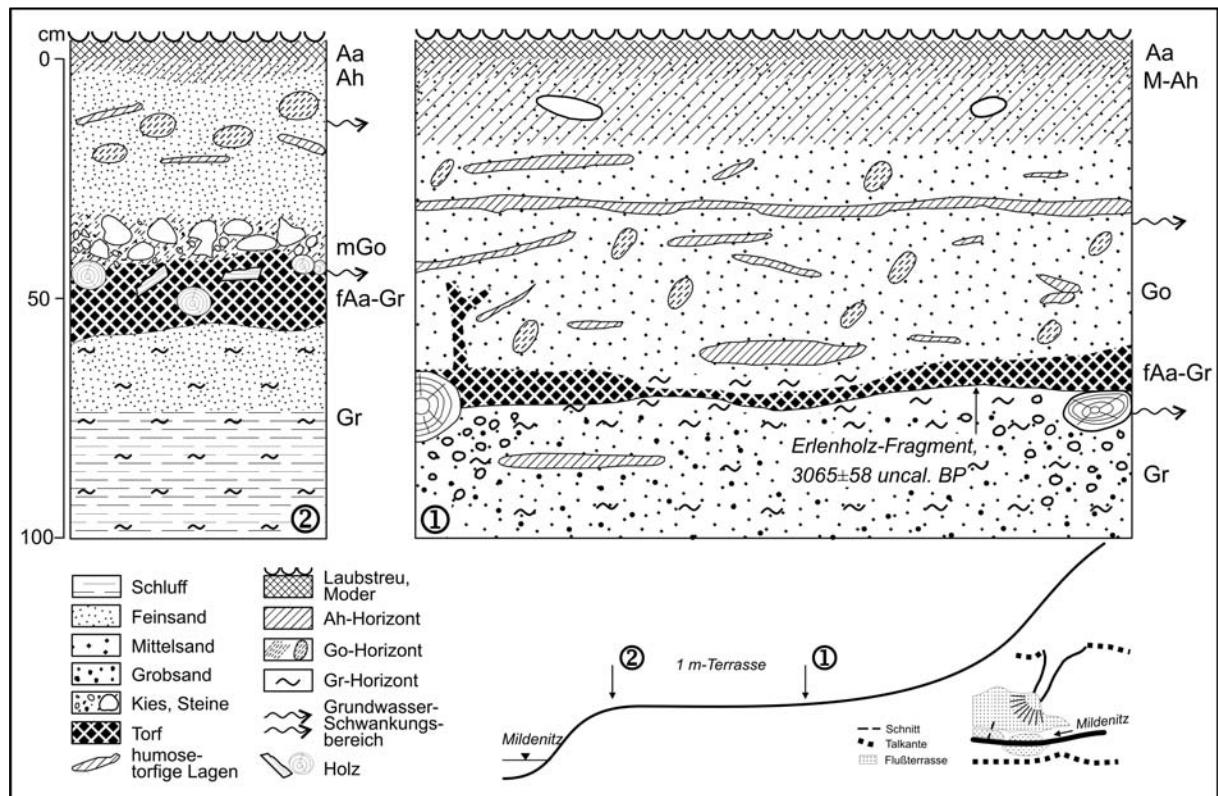 cm
0
50
100
Aa
Ah
mGo
fAa-Gr
Gr
②
Aa
M-Ah
Go
fAa-Gr
Gr
Erlenholz-Fragment,
3065±58 uncal. BP
①
Schluff
Feinsand
Mittelsand
Grobsand
Kies, Steine
Torf
humose-
torfige Lagen
Laubstreu,
Moder
Ah-Horizont
Go-Horizont
Gr-Horizont
Grundwasser-
Schwankungs-
bereich
Holz
②
1 m-Terrasse
①
Mildenitz
Schnitt
Talkante
Flußterrasse
Mildenitz